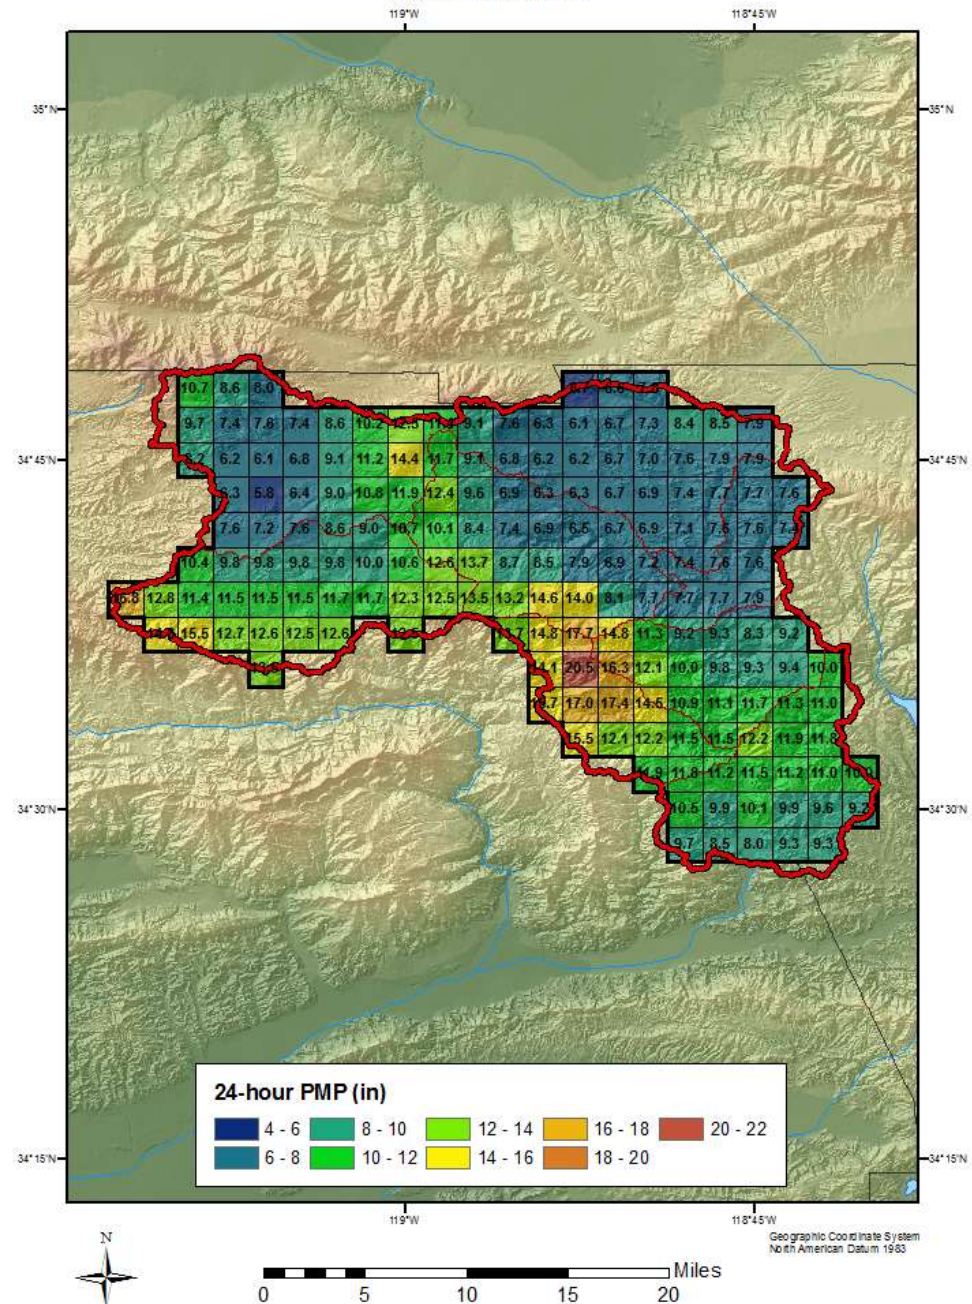 119°W 118°45'W
35°N 35°N
10.7 8.6 8.0
9.7 7.4 7.6 7.4 8.6 10.2 12.5 9.1 7.6 6.3 6.1 6.7 7.3 8.4 8.5 7.9
34°45'N 6.2 6.1 6.8 9.1 11.2 14.4 11.7 9.1 6.8 6.2 6.2 6.7 7.0 7.6 7.9 7.9 34°45'N
6.3 5.8 6.4 9.0 10.8 11.9 12.4 9.6 6.9 6.3 6.3 6.7 6.9 7.4 7.7 7.7 7.6
7.6 7.2 7.6 8.6 9.0 10.7 10.1 8.4 7.4 6.9 6.5 6.7 6.9 7.1 7.5 7.6
10.4 9.8 9.8 9.8 9.8 10.0 10.6 12.6 13.7 8.7 8.5 7.9 6.9 7.2 7.4 7.6 7.6
12.8 11.4 11.5 11.5 11.5 11.7 11.7 12.3 12.5 13.5 13.2 14.6 14.0 8.1 7.7 7.7 7.7 7.9
15.5 12.7 12.6 12.5 12.6 14.8 17.7 14.8 11.3 9.2 9.3 8.3 9.2
20.5 16.3 12.1 10.0 9.8 9.3 9.4 10.0
17.0 17.4 14.5 10.9 11.1 11.7 11.3 11.0
15.5 12.1 12.2 11.5 11.5 12.2 11.9 11.8
11.9 11.8 11.2 11.5 11.2 11.0
34°30'N 10.5 9.9 10.1 9.9 9.6 9.2 34°30'N
9.7 8.5 8.0 9.3 9.3
24-hour PMP (in)
4 - 6 8 - 10 12 - 14 16 - 18 20 - 22
6 - 8 10 - 12 14 - 16 18 - 20
34°15'N 34°15'N
119°W 118°45'W
Geographic Coordinate System
North American Datum 1983
N
Miles
0 5 10 15 20